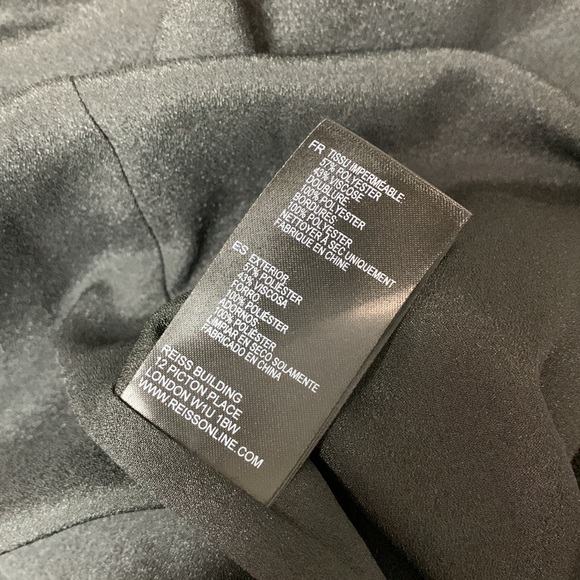 FR TISSU IMPERMÉABLE:
57% POLYESTER
43% VISCOSE
DOUBLURE:
100% POLYESTER
BORDURES:
100% POLYESTER
NETTOYER À SEC UNIQUEMENT
FABRIQUÉ EN CHINE
ES EXTERIOR:
57% POLIÉSTER
43% VISCOSA
FORRO:
100% POLIÉSTER
ADORNOS:
100% POLIÉSTER
LIMPIAR EN SECO SOLAMENTE
FABRICADO EN CHINA
REISS BUILDING
12 PICTON PLACE
LONDON W1U 1BW
WWW.REISSONLINE.COM